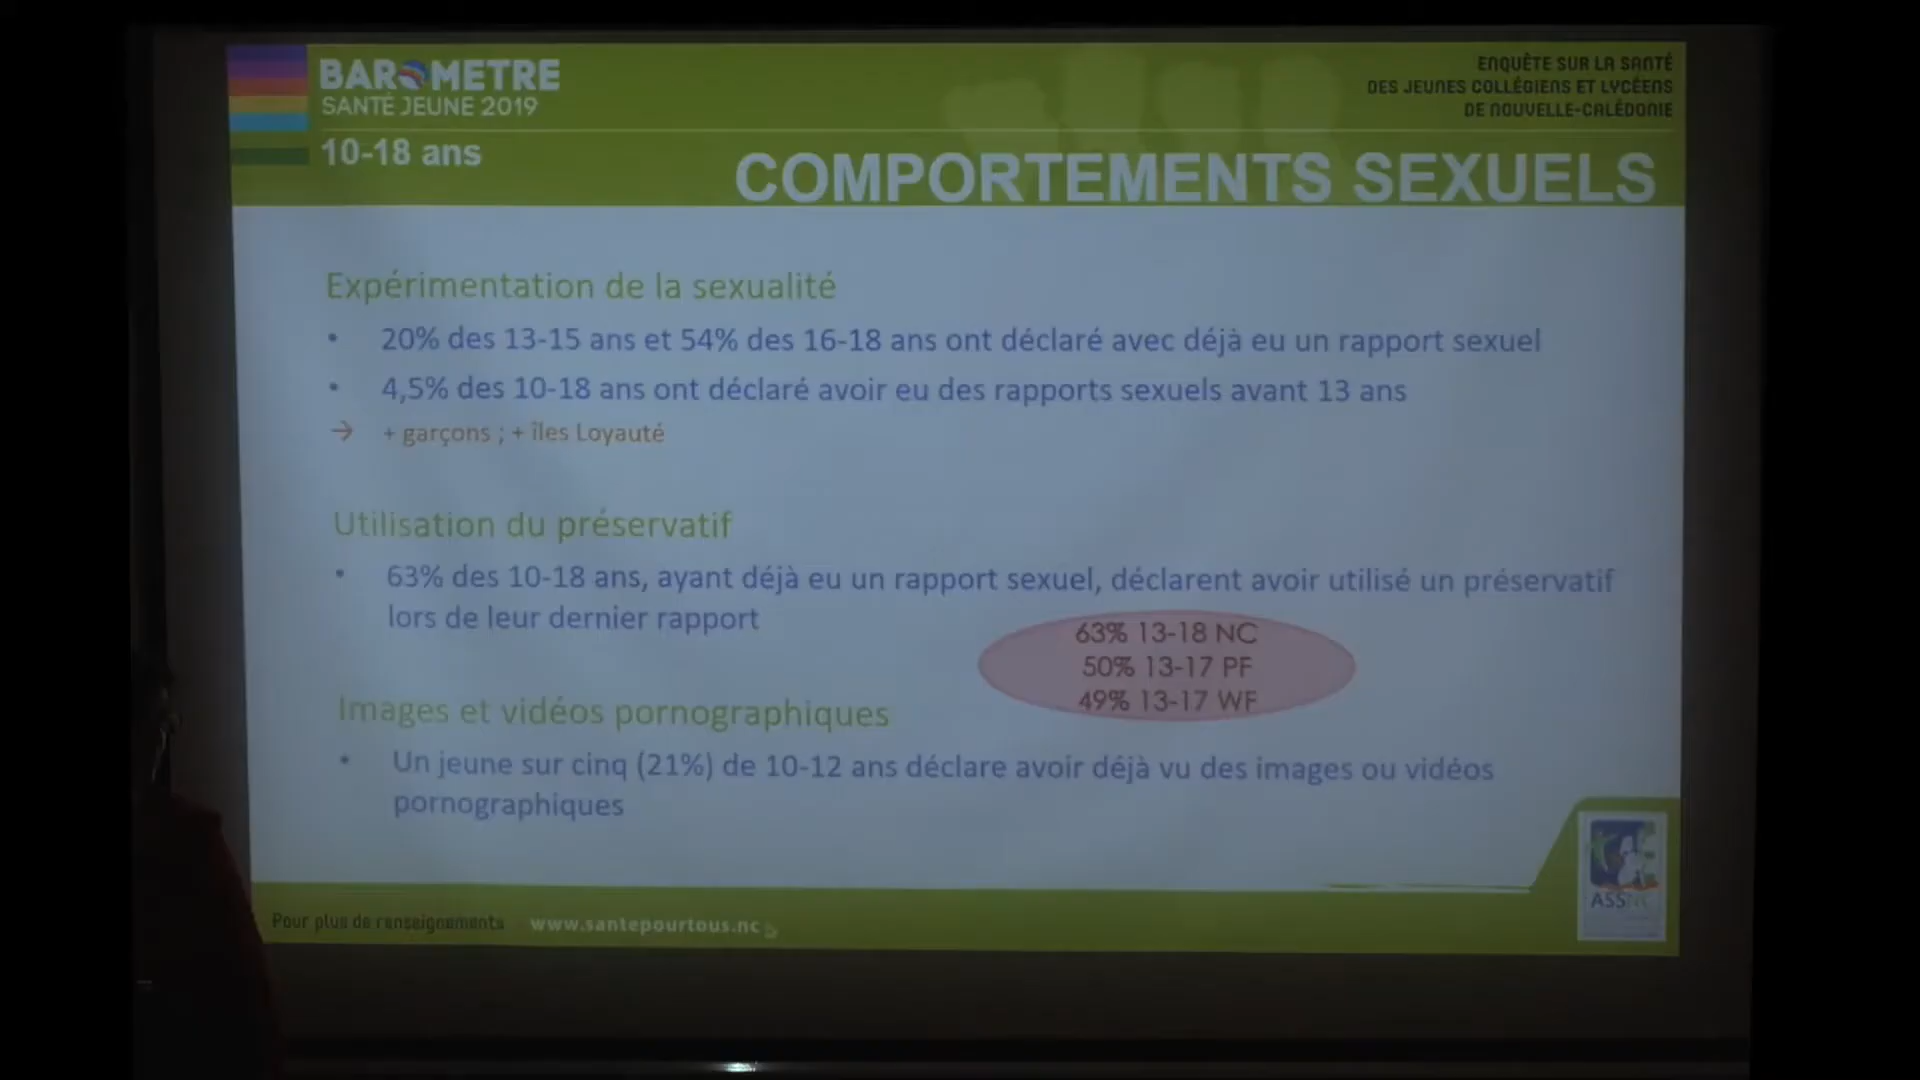 BAROMETRE
SANTÉ JEUNE 2019
10-18 ans
ENQUÊTE SUR LA SANTÉ
DES JEUNES COLLÉGIENS ET LYCÉENS
DE NOUVELLE-CALÉDONIE
COMPORTEMENTS SEXUELS
Expérimentation de la sexualité
• 20% des 13-15 ans et 54% des 16-18 ans ont déclaré avec déjà eu un rapport sexuel
• 4,5% des 10-18 ans ont déclaré avoir eu des rapports sexuels avant 13 ans
→ + garçons ; + îles Loyauté
Utilisation du préservatif
• 63% des 10-18 ans, ayant déjà eu un rapport sexuel, déclarent avoir utilisé un préservatif
lors de leur dernier rapport
63% 13-18 NC
50% 13-17 PF
49% 13-17 WF
Images et vidéos pornographiques
• Un jeune sur cinq (21%) de 10-12 ans déclare avoir déjà vu des images ou vidéos
pornographiques
Pour plus de renseignements www.santepourtous.nc
ASSNC